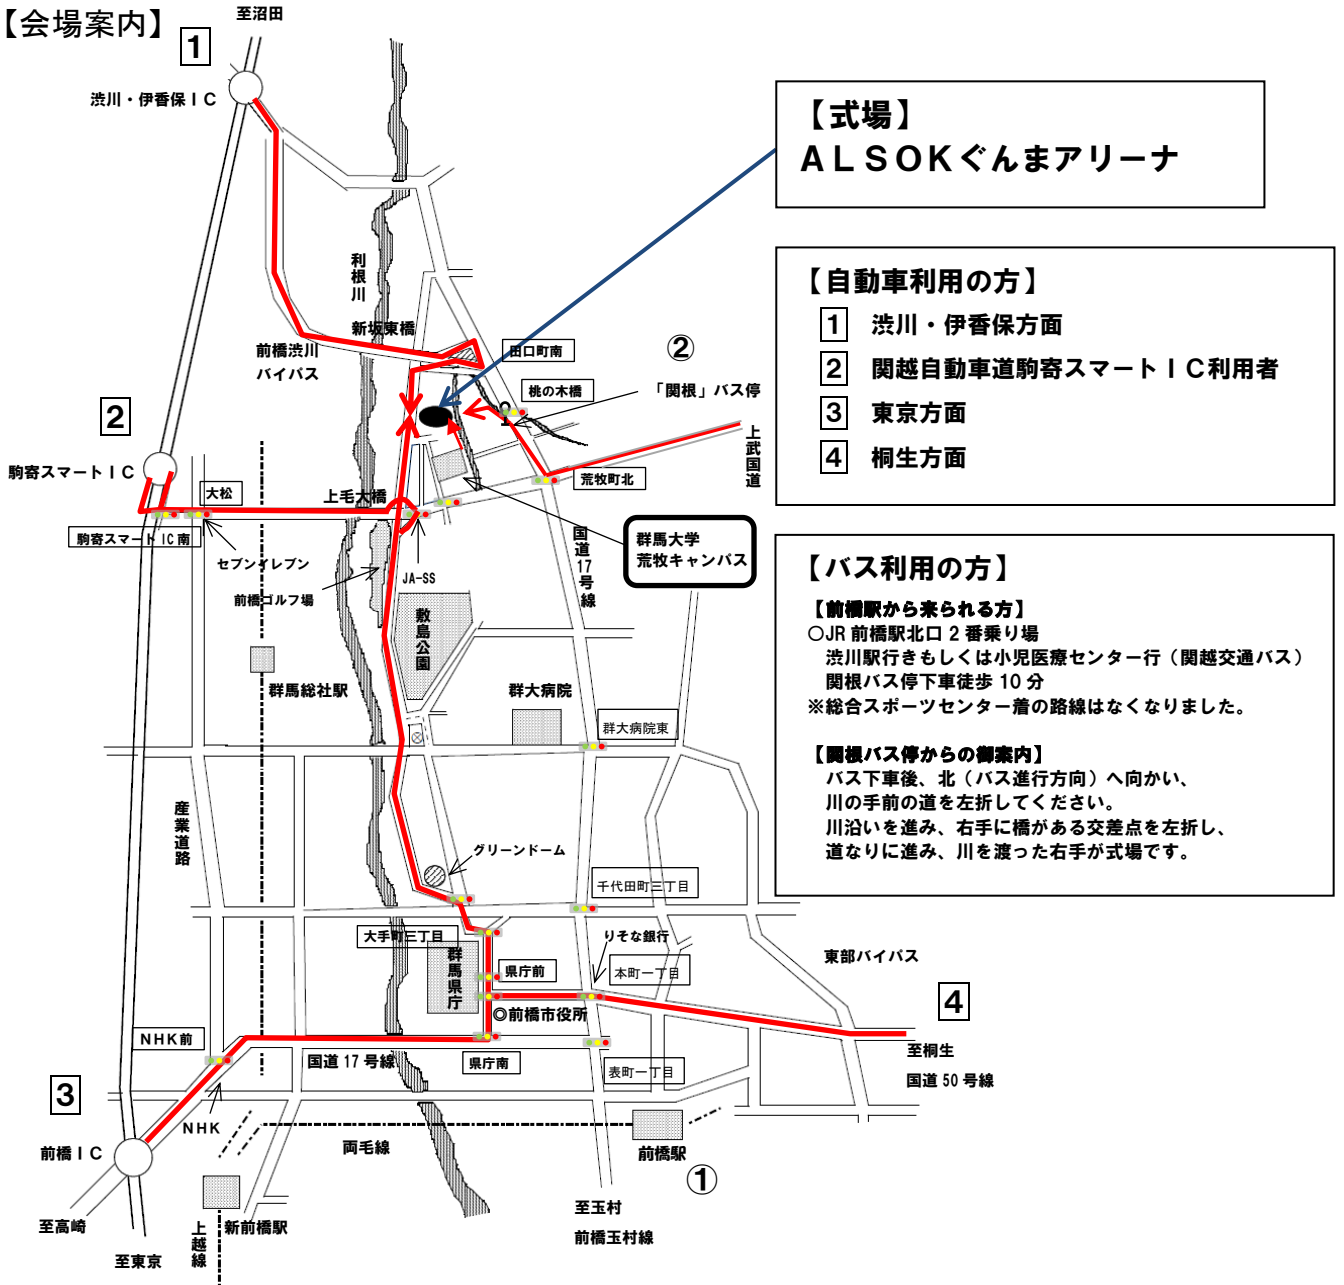 【会場案内】
至沼田
1
渋川・伊香保ＩＣ
【式場】
ＡＬＳＯＫぐんまアリーナ
【自動車利用の方】
1 渋川・伊香保方面
2 関越自動車道駒寄スマートＩＣ利用者
3 東京方面
4 桐生方面
【バス利用の方】
【前橋駅から来られる方】
○JR 前橋駅北口 2 番乗り場
渋川駅行きもしくは小児医療センター行（関越交通バス）
関根バス停下車徒歩 10 分
※総合スポーツセンター着の路線はなくなりました。
【関根バス停からの御案内】
バス下車後、北（バス進行方向）へ向かい、
川の手前の道を左折してください。
川沿いを進み、右手に橋がある交差点を左折し、
道なりに進み、川を渡った右手が式場です。
利根川
新坂東橋
前橋渋川
バイパス
田口町南
②
桃の木橋
「関根」バス停
上武国道
2
駒寄スマートＩＣ
大松
上毛大橋
荒牧町北
駒寄スマートIC南
セブンイレブン
前橋ゴルフ場
JA-SS
国道17号線
群馬大学
荒牧キャンパス
敷島公園
群馬総社駅
群大病院
群大病院東
産業道路
グリーンドーム
千代田町三丁目
大手町三丁目
りそな銀行
群馬県庁
県庁前
本町一丁目
東部バイパス
4
◎前橋市役所
NHK前
国道 17 号線
県庁南
表町一丁目
至桐生
国道 50 号線
3
NHK
前橋ＩＣ
両毛線
前橋駅
①
至高崎
至東京
上越線
新前橋駅
至玉村
前橋玉村線